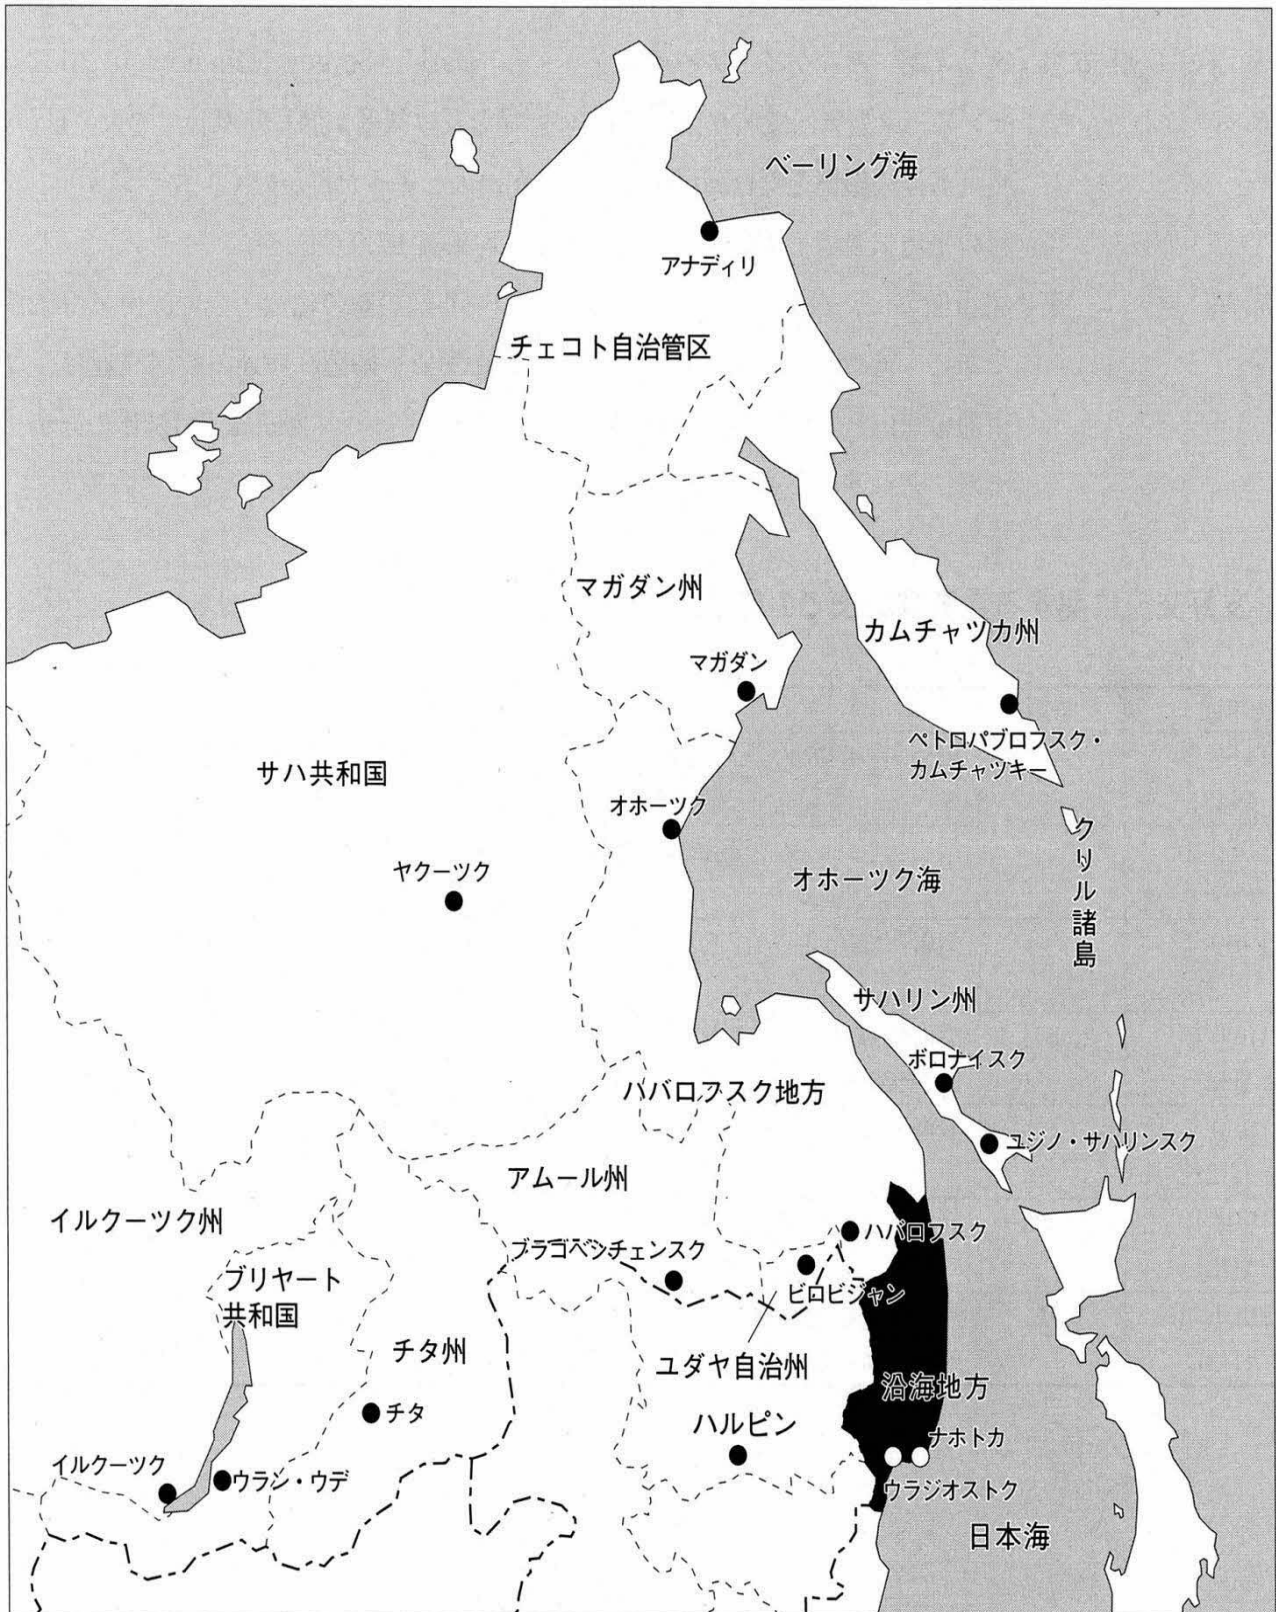 ベーリング海
アナディリ
チェコト自治管区
マガダン州
カムチャツカ州
マガダン
ペトロパブロフスク・
カムチャツキー
サハ共和国
オホーツク
クリル諸島
ヤクーツク
オホーツク海
サハリン州
ポロナイスク
ハバロフスク地方
ユジノ・サハリンスク
アムール州
イルクーツク州
ハバロフスク
ブラゴベシチェンスク
ブリヤート
共和国
ビロビジャン
チタ州
ユダヤ自治州
沿海地方
チタ
ハルピン
ナホトカ
イルクーツク
ウラン・ウデ
ウラジオストク
日本海